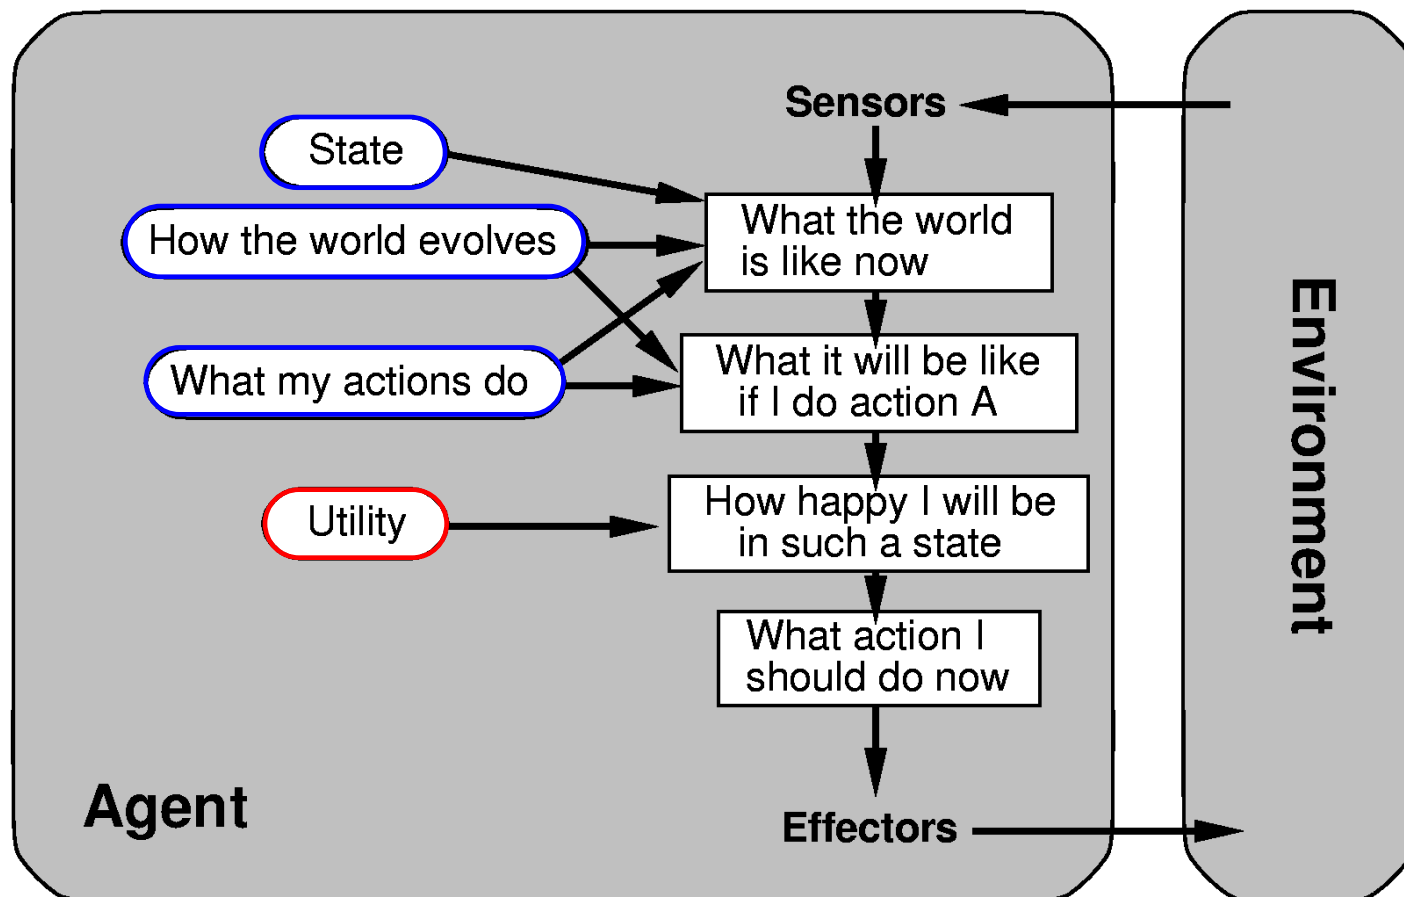 Sensors
State
What the world
is like now
How the world evolves
What it will be like
if I do action A
What my actions do
How happy I will be
in such a state
Utility
What action I
should do now
Agent
Effectors
Environment